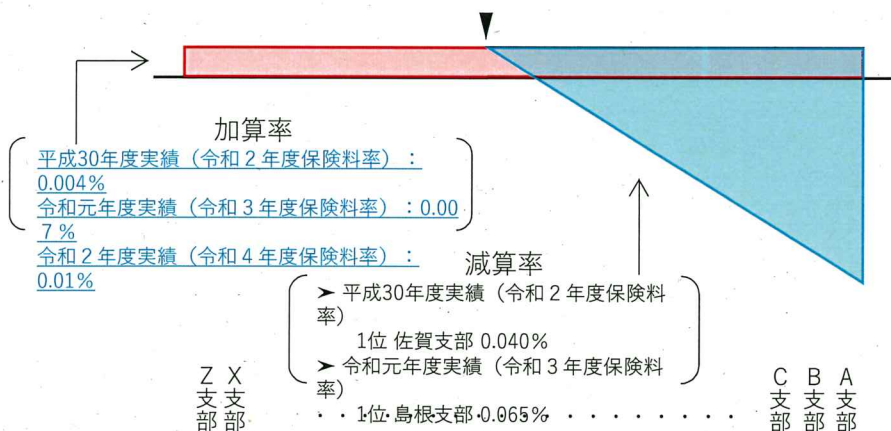 加算率
平成30年度実績（令和２年度保険料率）：
0.004%
令和元年度実績（令和３年度保険料率）：0.00
７%
令和２年度実績（令和４年度保険料率）：
0.01%
減算率
➤ 平成30年度実績（令和２年度保険料
率）
1位 佐賀支部 0.040%
➤ 令和元年度実績（令和３年度保険料
率）
1位 島根支部 0.065%
Z支部
X支部
C支部
B支部
A支部